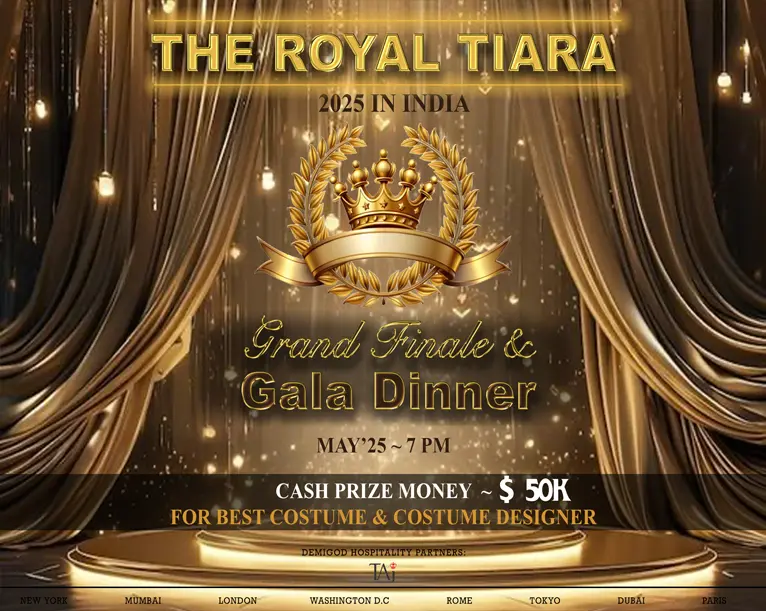 THE ROYAL TIARA
2025 IN INDIA
Grand Finale &
Gala Dinner
MAY'25 ~ 7 PM
CASH PRIZE MONEY ~ $ 50K
FOR BEST COSTUME & COSTUME DESIGNER
DEMIGOD HOSPITALITY PARTNERS:
TAJ
NEW YORK MUMBAI LONDON WASHINGTON D.C ROME TOKYO DUBAI PARIS